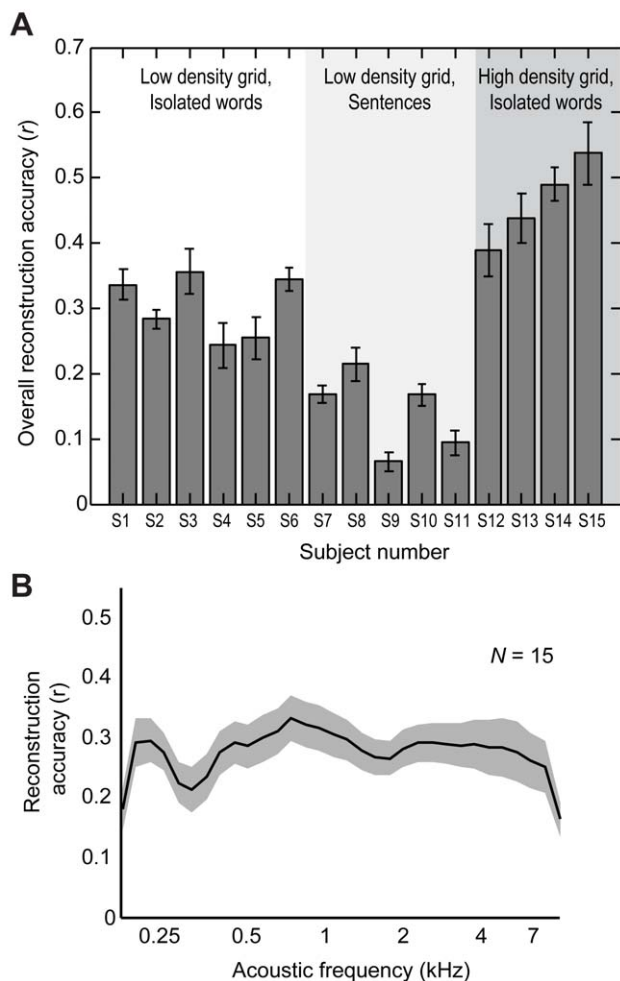 A
0.7
0.6
0.5
0.4
0.3
0.2
0.1
0
Overall reconstruction accuracy (r)
Low density grid,
Isolated words
Low density grid,
Sentences
High density grid,
Isolated words
S1 S2 S3 S4 S5 S6 S7 S8 S9 S10 S11 S12 S13 S14 S15
Subject number
B
0.5
0.4
0.3
0.2
0.1
0
Reconstruction
accuracy (r)
N = 15
0.25 0.5 1 2 4 7
Acoustic frequency (kHz)